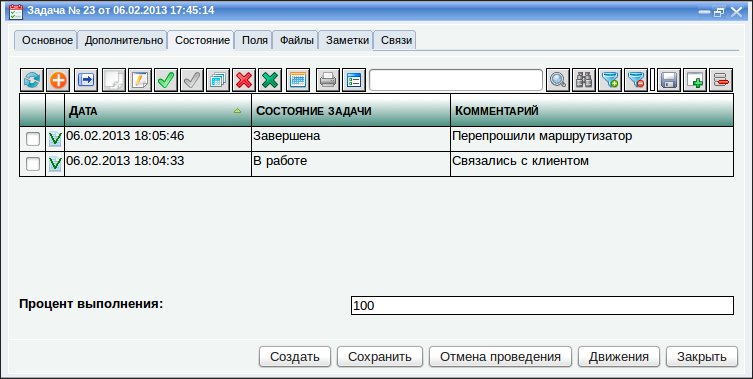 Задача № 23 от 06.02.2013 17:45:14
Основное Дополнительно Состояние Поля Файлы Заметки Связи
Дата Состояние задачи Комментарий
06.02.2013 18:05:46 Завершена Перепрошили маршрутизатор
06.02.2013 18:04:33 В работе Связались с клиентом
Процент выполнения: 100
Создать Сохранить Отмена проведения Движения Закрыть